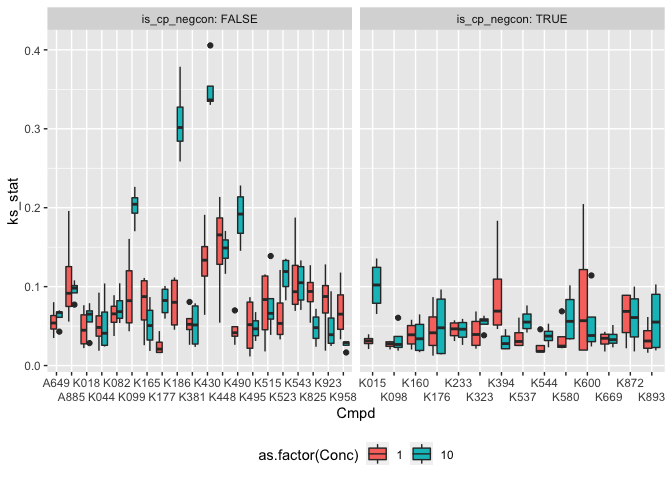 is_cp_negcon: FALSE is_cp_negcon: TRUE
0.4
0.3
0.2
0.1
0.0
ks_stat
A649 K018 K082 K165 K186 K430 K490 K515 K543 K923 K015 K160 K233 K394 K544 K600 K872
A885 K044 K099 K177 K381 K448 K495 K523 K825 K958 K098 K176 K323 K537 K580 K669 K893
Cmpd
as.factor(Conc) 1 10